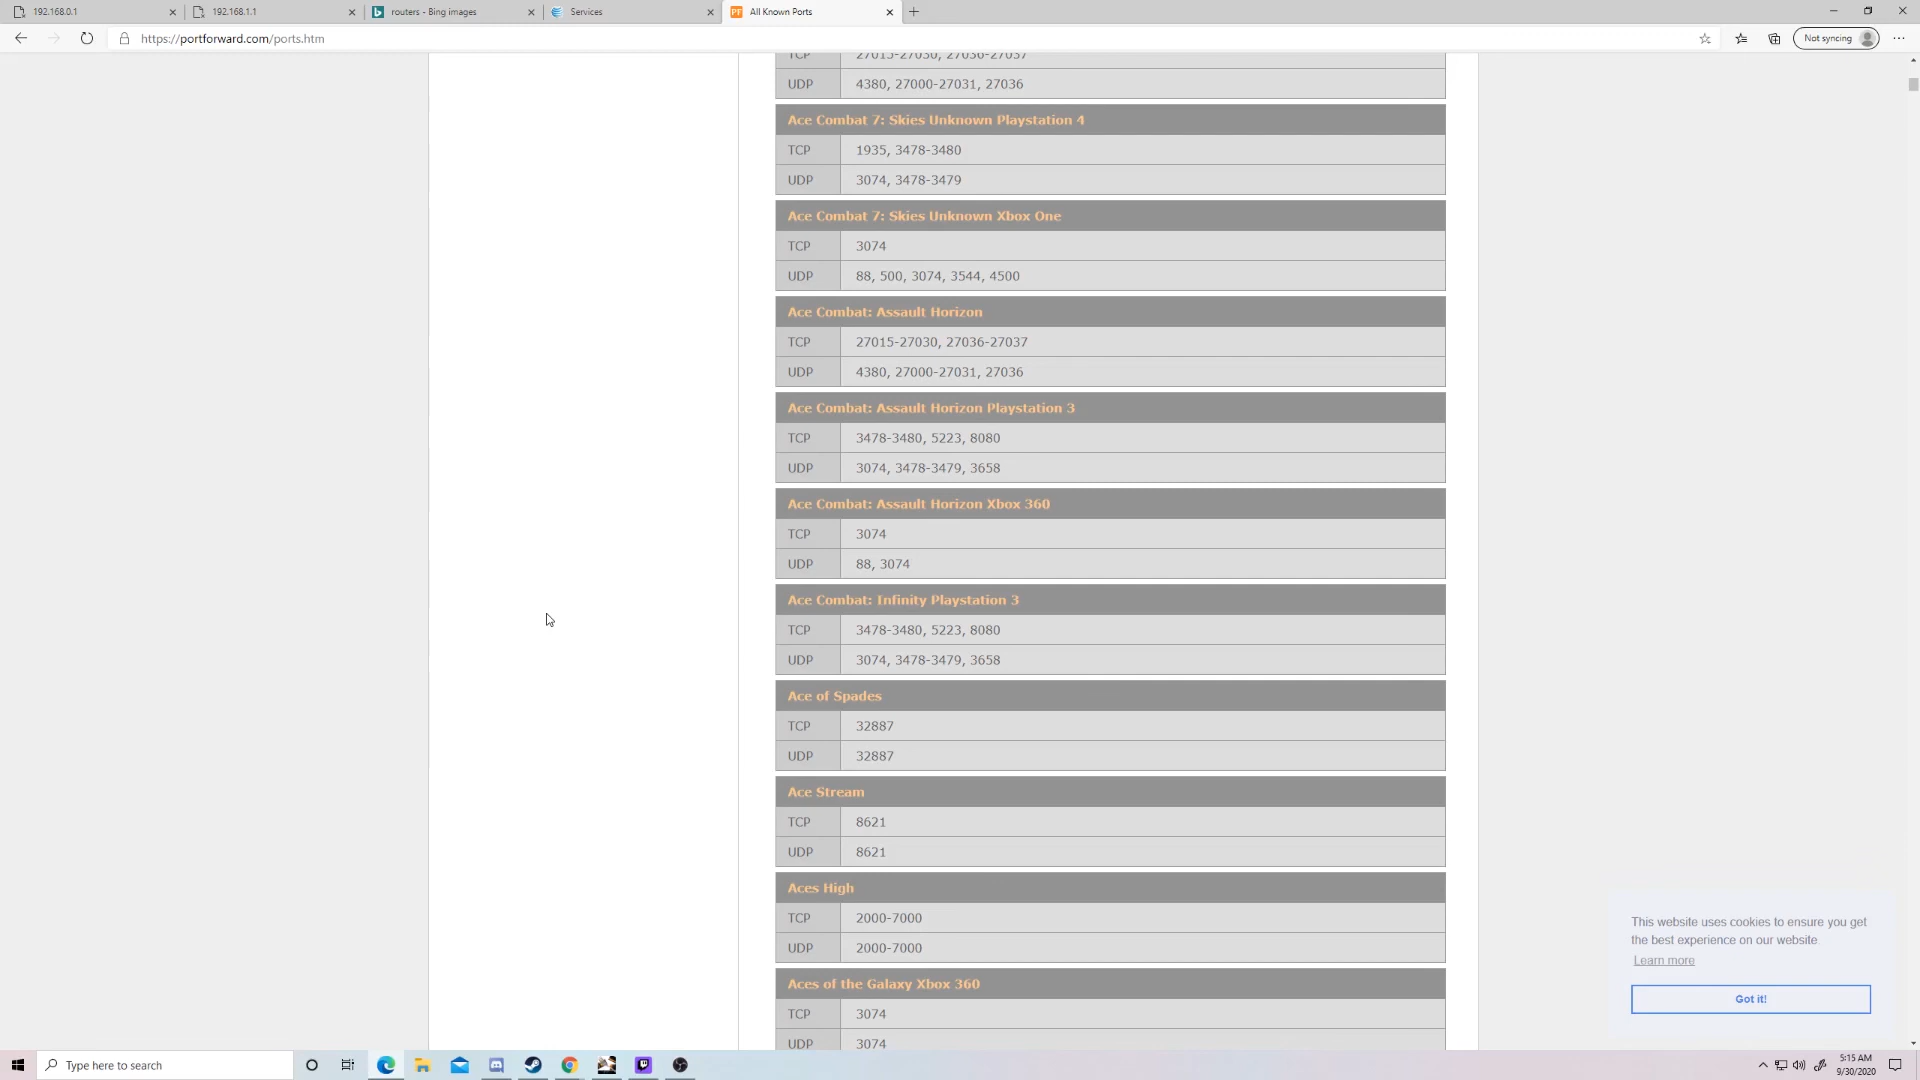 192.168.0.1
192.168.1.1
routers - Bing images
Services
PF All Known Ports
https://portforward.com/ports.htm
Not syncing
TCP 27015-27030, 27036-27037
UDP 4380, 27000-27031, 27036
Ace Combat 7: Skies Unknown Playstation 4
TCP 1935, 3478-3480
UDP 3074, 3478-3479
Ace Combat 7: Skies Unknown Xbox One
TCP 3074
UDP 88, 500, 3074, 3544, 4500
Ace Combat: Assault Horizon
TCP 27015-27030, 27036-27037
UDP 4380, 27000-27031, 27036
Ace Combat: Assault Horizon Playstation 3
TCP 3478-3480, 5223, 8080
UDP 3074, 3478-3479, 3658
Ace Combat: Assault Horizon Xbox 360
TCP 3074
UDP 88, 3074
Ace Combat: Infinity Playstation 3
TCP 3478-3480, 5223, 8080
UDP 3074, 3478-3479, 3658
Ace of Spades
TCP 32887
UDP 32887
Ace Stream
TCP 8621
UDP 8621
Aces High
TCP 2000-7000
UDP 2000-7000
Aces of the Galaxy Xbox 360
TCP 3074
UDP 3074
This website uses cookies to ensure you get
the best experience on our website
Learn more
Got it!
Type here to search
5:15 AM
9/30/2020